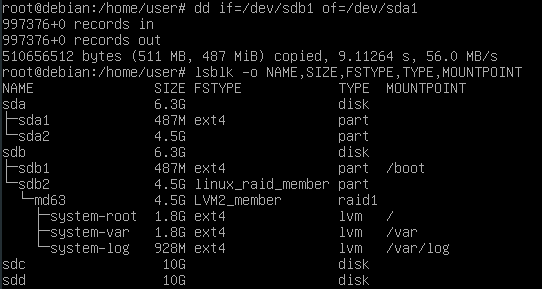 root@debian:/home/user# dd if=/dev/sdb1 of=/dev/sda1
997376+0 records in
997376+0 records out
510656512 bytes (511 MB, 487 MiB) copied, 9.11264 s, 56.0 MB/s
root@debian:/home/user# lsblk -o NAME,SIZE,FSTYPE,TYPE,MOUNTPOINT
NAME                SIZE FSTYPE            TYPE  MOUNTPOINT
sda                 6.3G                   disk
├─sda1              487M ext4              part
└─sda2              4.5G                   part
sdb                 6.3G                   disk
├─sdb1              487M ext4              part  /boot
└─sdb2              4.5G linux_raid_member part
  └─md63            4.5G LVM2_member       raid1
    ├─system-root   1.8G ext4              lvm   /
    ├─system-var    1.8G ext4              lvm   /var
    └─system-log    928M ext4              lvm   /var/log
sdc                  10G                   disk
sdd                  10G                   disk